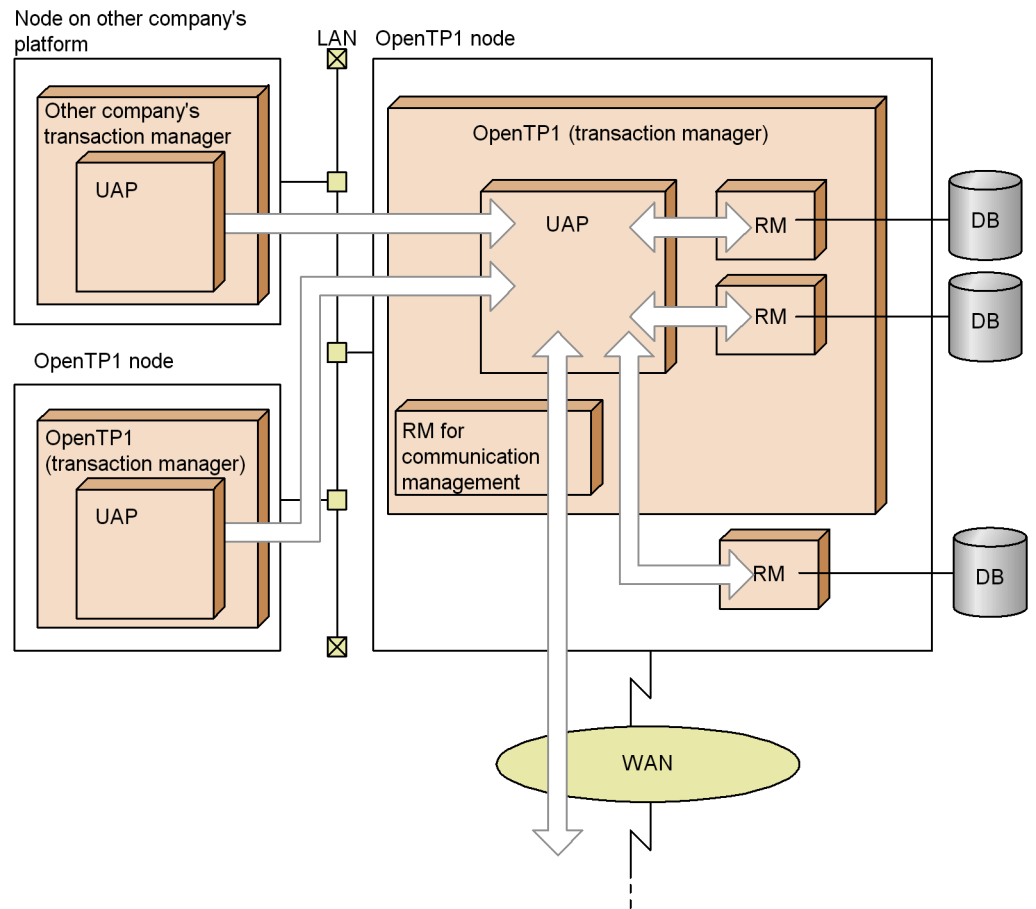 Node on other company's
platform
LAN
OpenTP1 node
Other company's
transaction manager
UAP
OpenTP1 (transaction manager)
UAP
RM
DB
RM
DB
OpenTP1 node
OpenTP1
(transaction manager)
UAP
RM for
communication
management
RM
DB
WAN